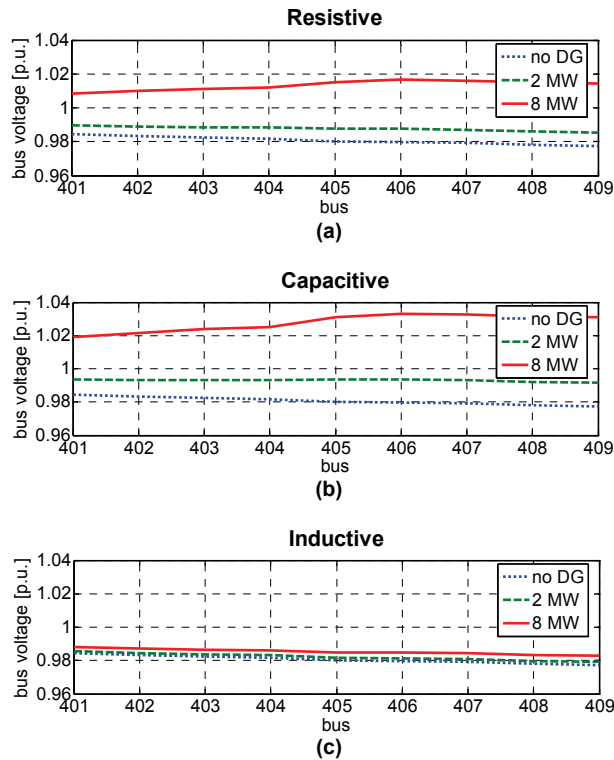 Resistive
bus voltage [p.u.]
1.04
1.02
1
0.98
0.96
no DG
2 MW
8 MW
401 402 403 404 405 406 407 408 409
bus
(a)
Capacitive
bus voltage [p.u.]
1.04
1.02
1
0.98
0.96
no DG
2 MW
8 MW
401 402 403 404 405 406 407 408 409
bus
(b)
Inductive
bus voltage [p.u.]
1.04
1.02
1
0.98
0.96
no DG
2 MW
8 MW
401 402 403 404 405 406 407 408 409
bus
(c)